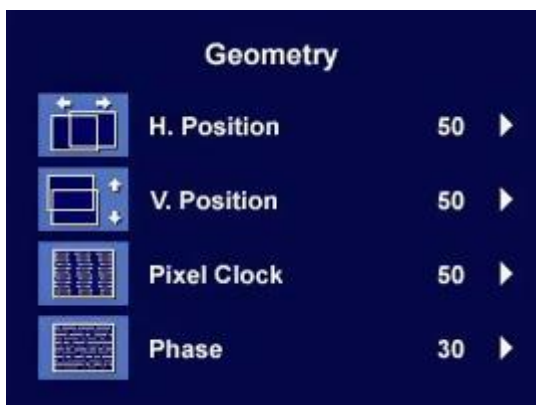 Geometry
H. Position 50
V. Position 50
Pixel Clock 50
Phase 30